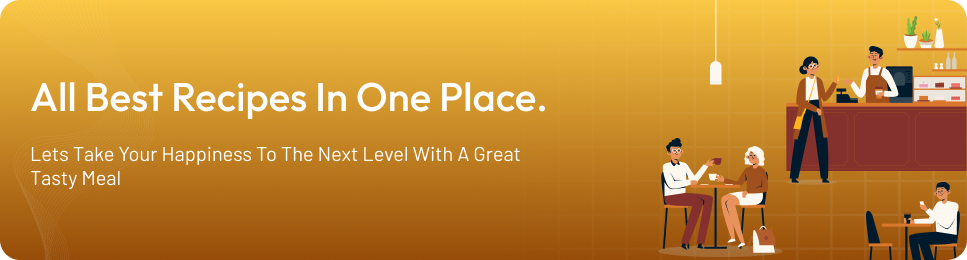 All Best Recipes In One Place.
Lets Take Your Happiness To The Next Level With A Great
Tasty Meal